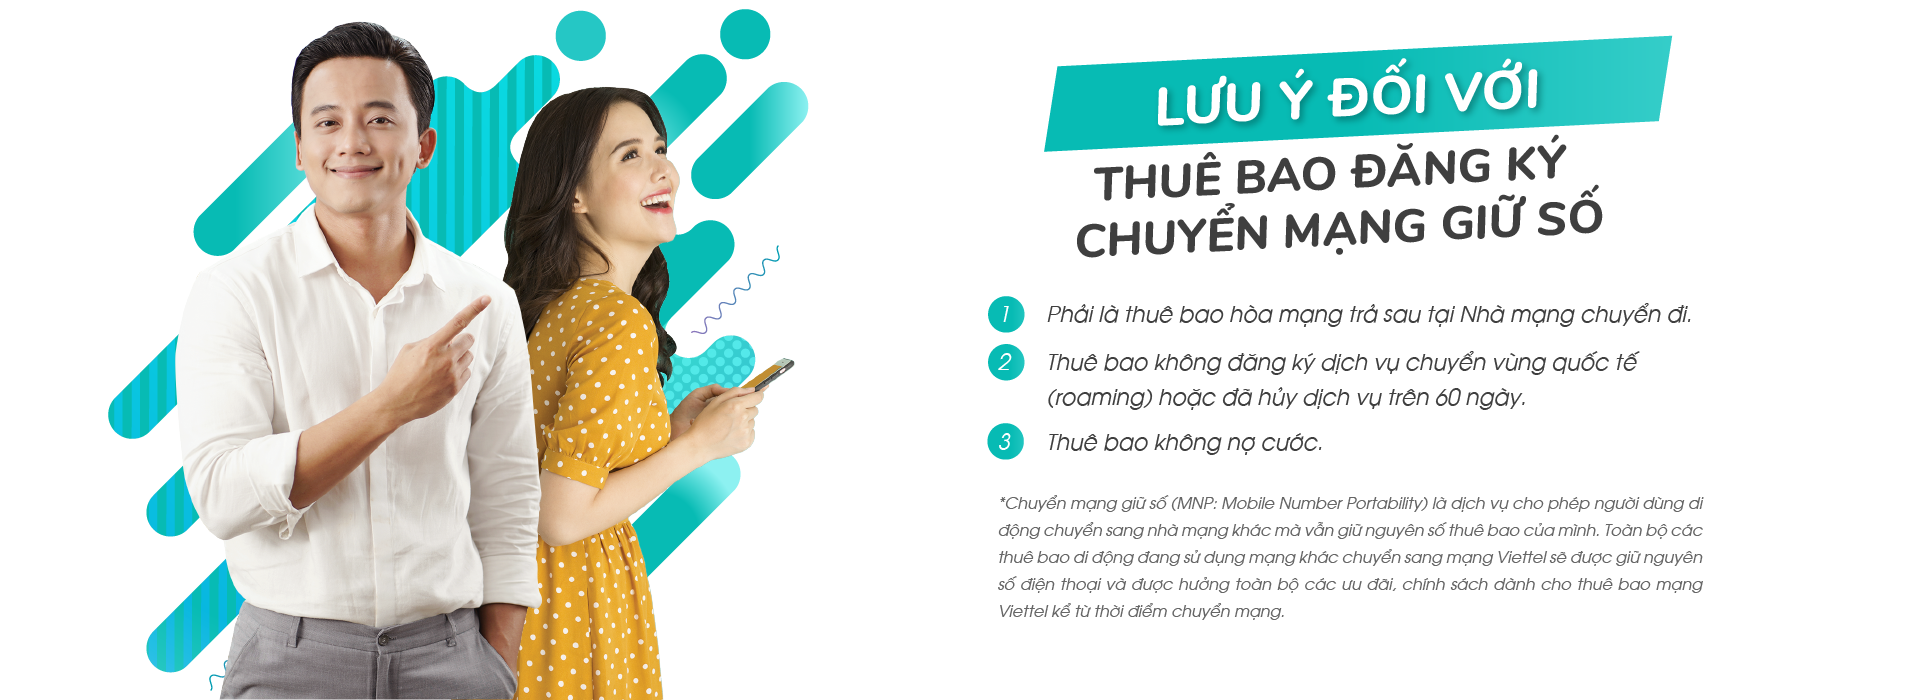 LƯU Ý ĐỐI VỚI
THUÊ BAO ĐĂNG KÝ
CHUYỂN MẠNG GIỮ SỐ
1 Phải là thuê bao hòa mạng trả sau tại Nhà mạng chuyển đi.
2 Thuê bao không đăng ký dịch vụ chuyển vùng quốc tế
(roaming) hoặc đã hủy dịch vụ trên 60 ngày.
3 Thuê bao không nợ cước.
*Chuyển mạng giữ số (MNP: Mobile Number Portability) là dịch vụ cho phép người dùng di
động chuyển sang nhà mạng khác mà vẫn giữ nguyên số thuê bao của mình. Toàn bộ các
thuê bao di động đang sử dụng mạng khác chuyển sang mạng Viettel sẽ được giữ nguyên
số điện thoại và được hưởng toàn bộ các ưu đãi, chính sách dành cho thuê bao mạng
Viettel kể từ thời điểm chuyển mạng.